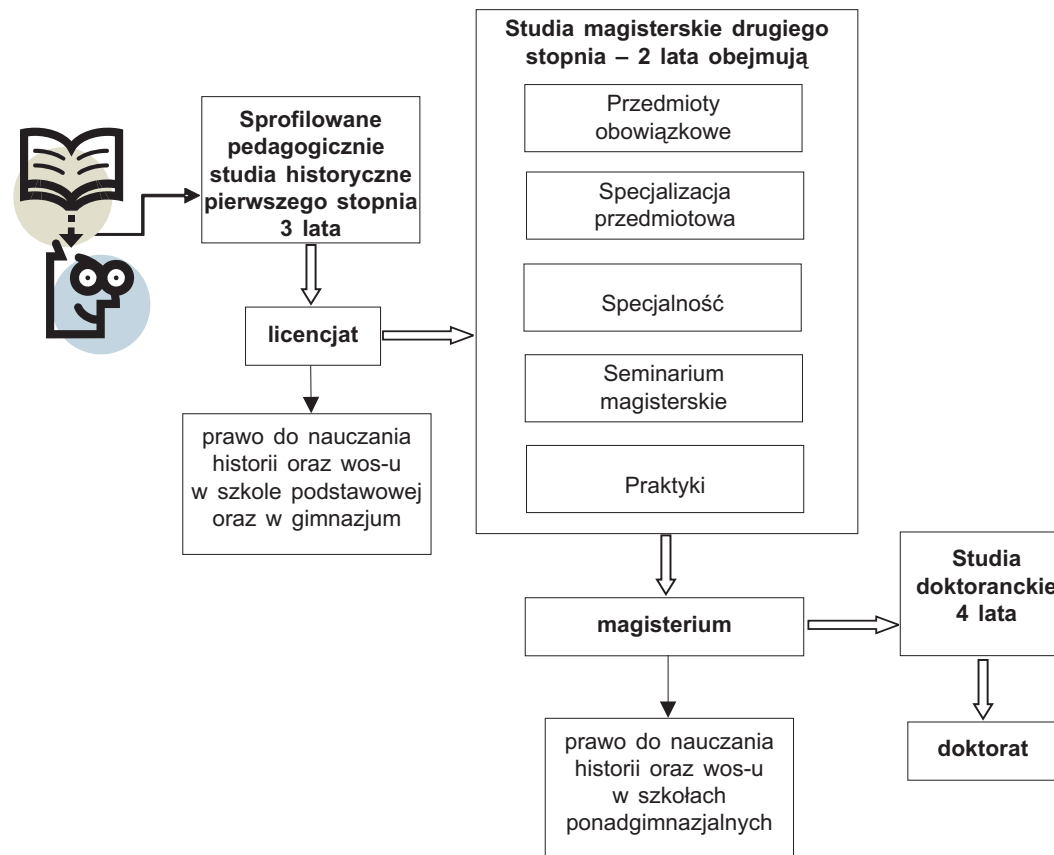 Sprofilowane
pedagogicznie
studia historyczne
pierwszego stopnia
3 lata
licencjat
prawo do nauczania
historii oraz wos-u
w szkole podstawowej
oraz w gimnazjum
Studia magisterskie drugiego
stopnia – 2 lata obejmują
Przedmioty
obowiązkowe
Specjalizacja
przedmiotowa
Specjalność
Seminarium
magisterskie
Praktyki
magisterium
prawo do nauczania
historii oraz wos-u
w szkołach
ponadgimnazjalnych
Studia
doktoranckie
4 lata
doktorat